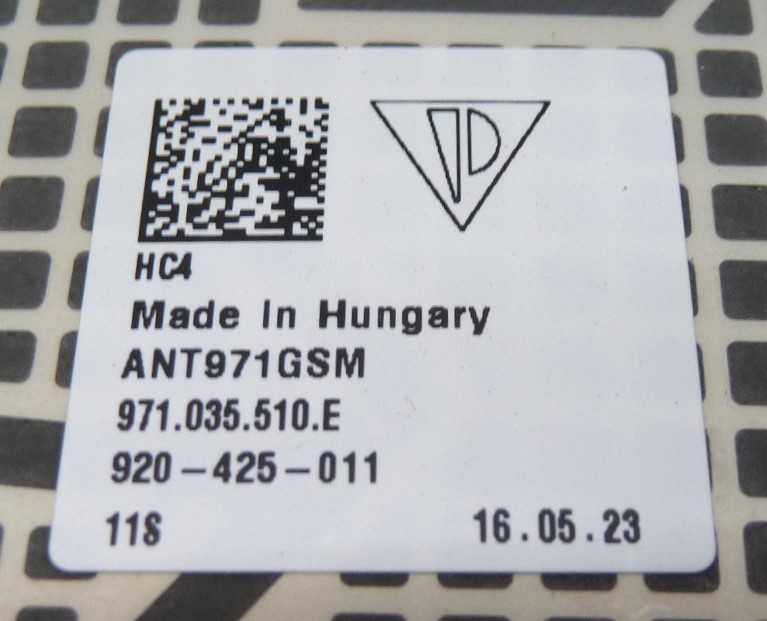 HC4
Made In Hungary
ANT971GSM
971.035.510.E
920-425-011
11S 16.05.23